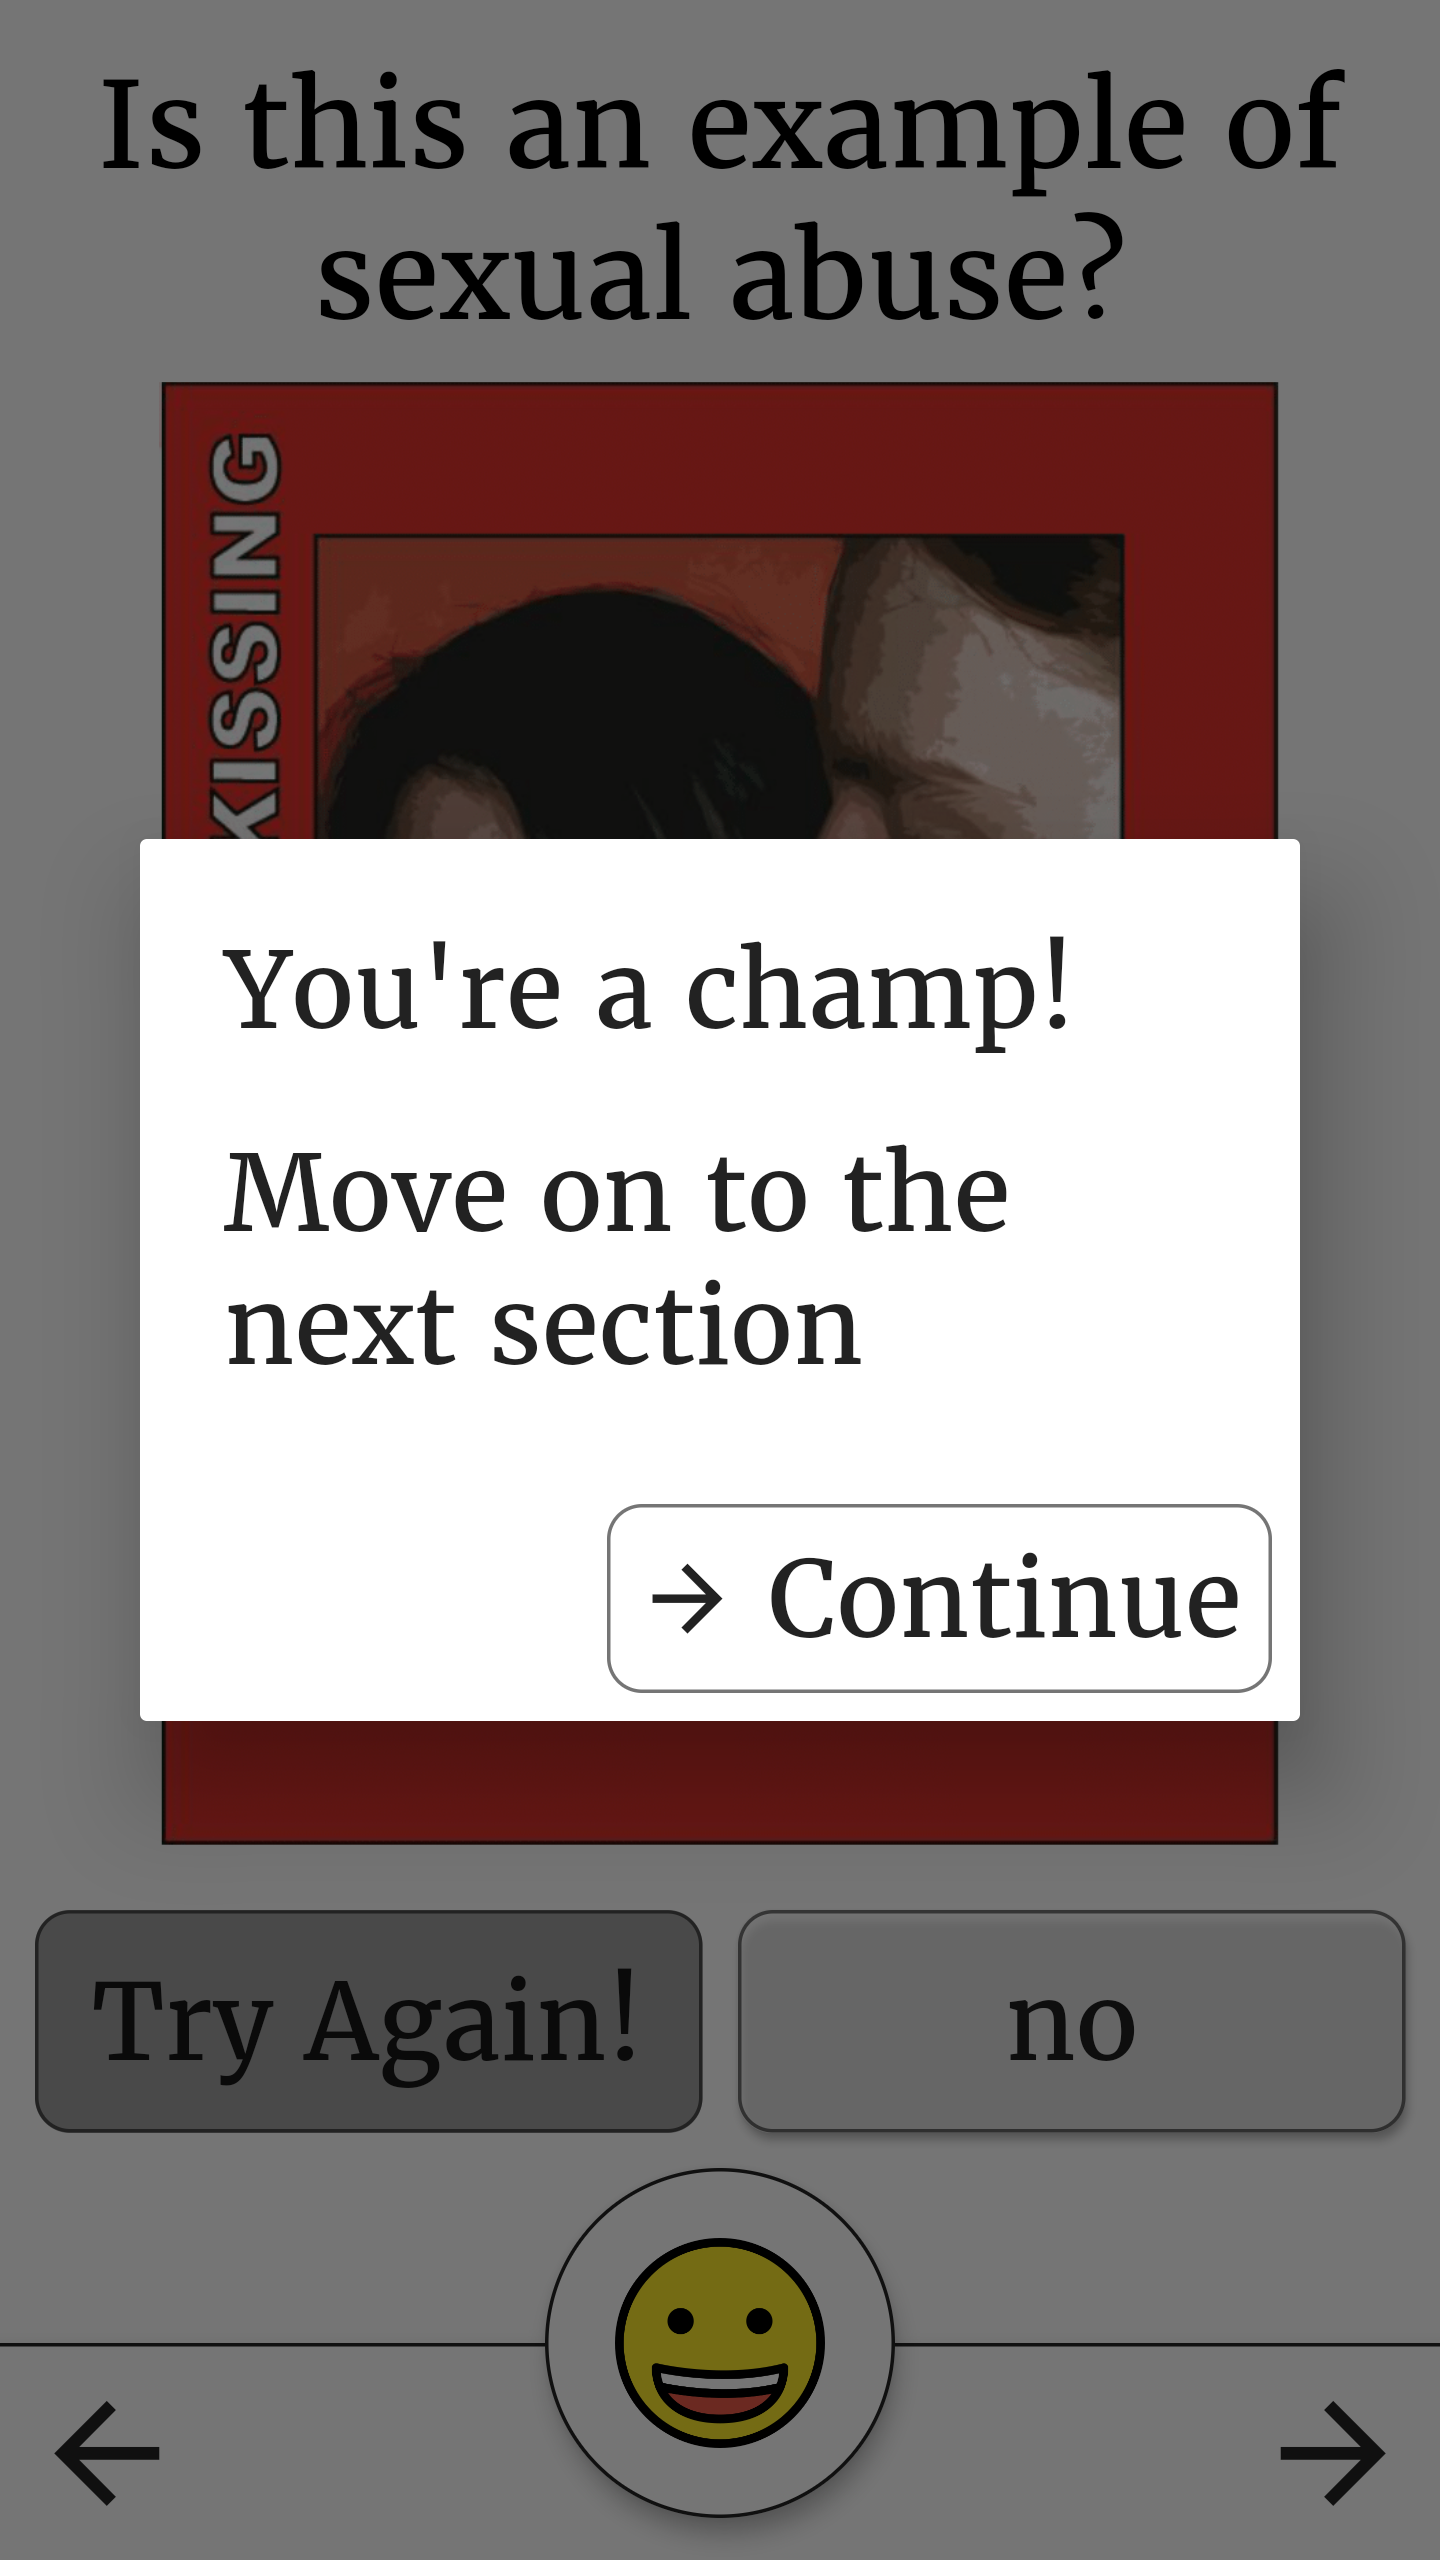 Is this an example of
sexual abuse?
KISSING
You're a champ!
Move on to the
next section
→ Continue
Try Again!
no